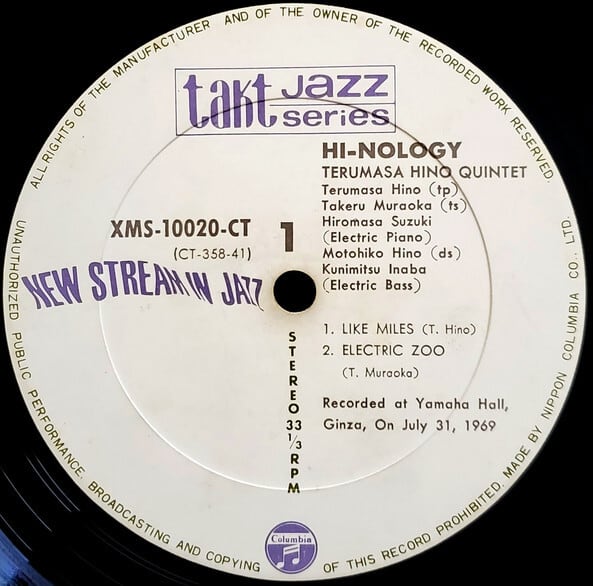 ALL RIGHTS OF THE MANUFACTURER AND OF THE OWNER OF THE RECORDED WORK RESERVED.
UNAUTHORIZED PUBLIC PERFORMANCE. BROADCASTING AND COPYING OF THIS RECORD PROHIBITED. MADE BY NIPPON COLUMBIA CO., LTD.
takt jazz
series
HI-NOLOGY
TERUMASA HINO QUINTET
Terumasa Hino (tp)
Takeru Muraoka (ts)
Hiromasa Suzuki
(Electric Piano)
Motohiko Hino (ds)
Kunimitsu Inaba
(Electric Bass)
XMS-10020-CT
(CT-358-41)
1
NEW STREAM IN JAZZ
STEREO 33 1/3 RPM
1. LIKE MILES (T. Hino)
2. ELECTRIC ZOO
(T. Muraoka)
Recorded at Yamaha Hall,
Ginza, On July 31, 1969
Columbia